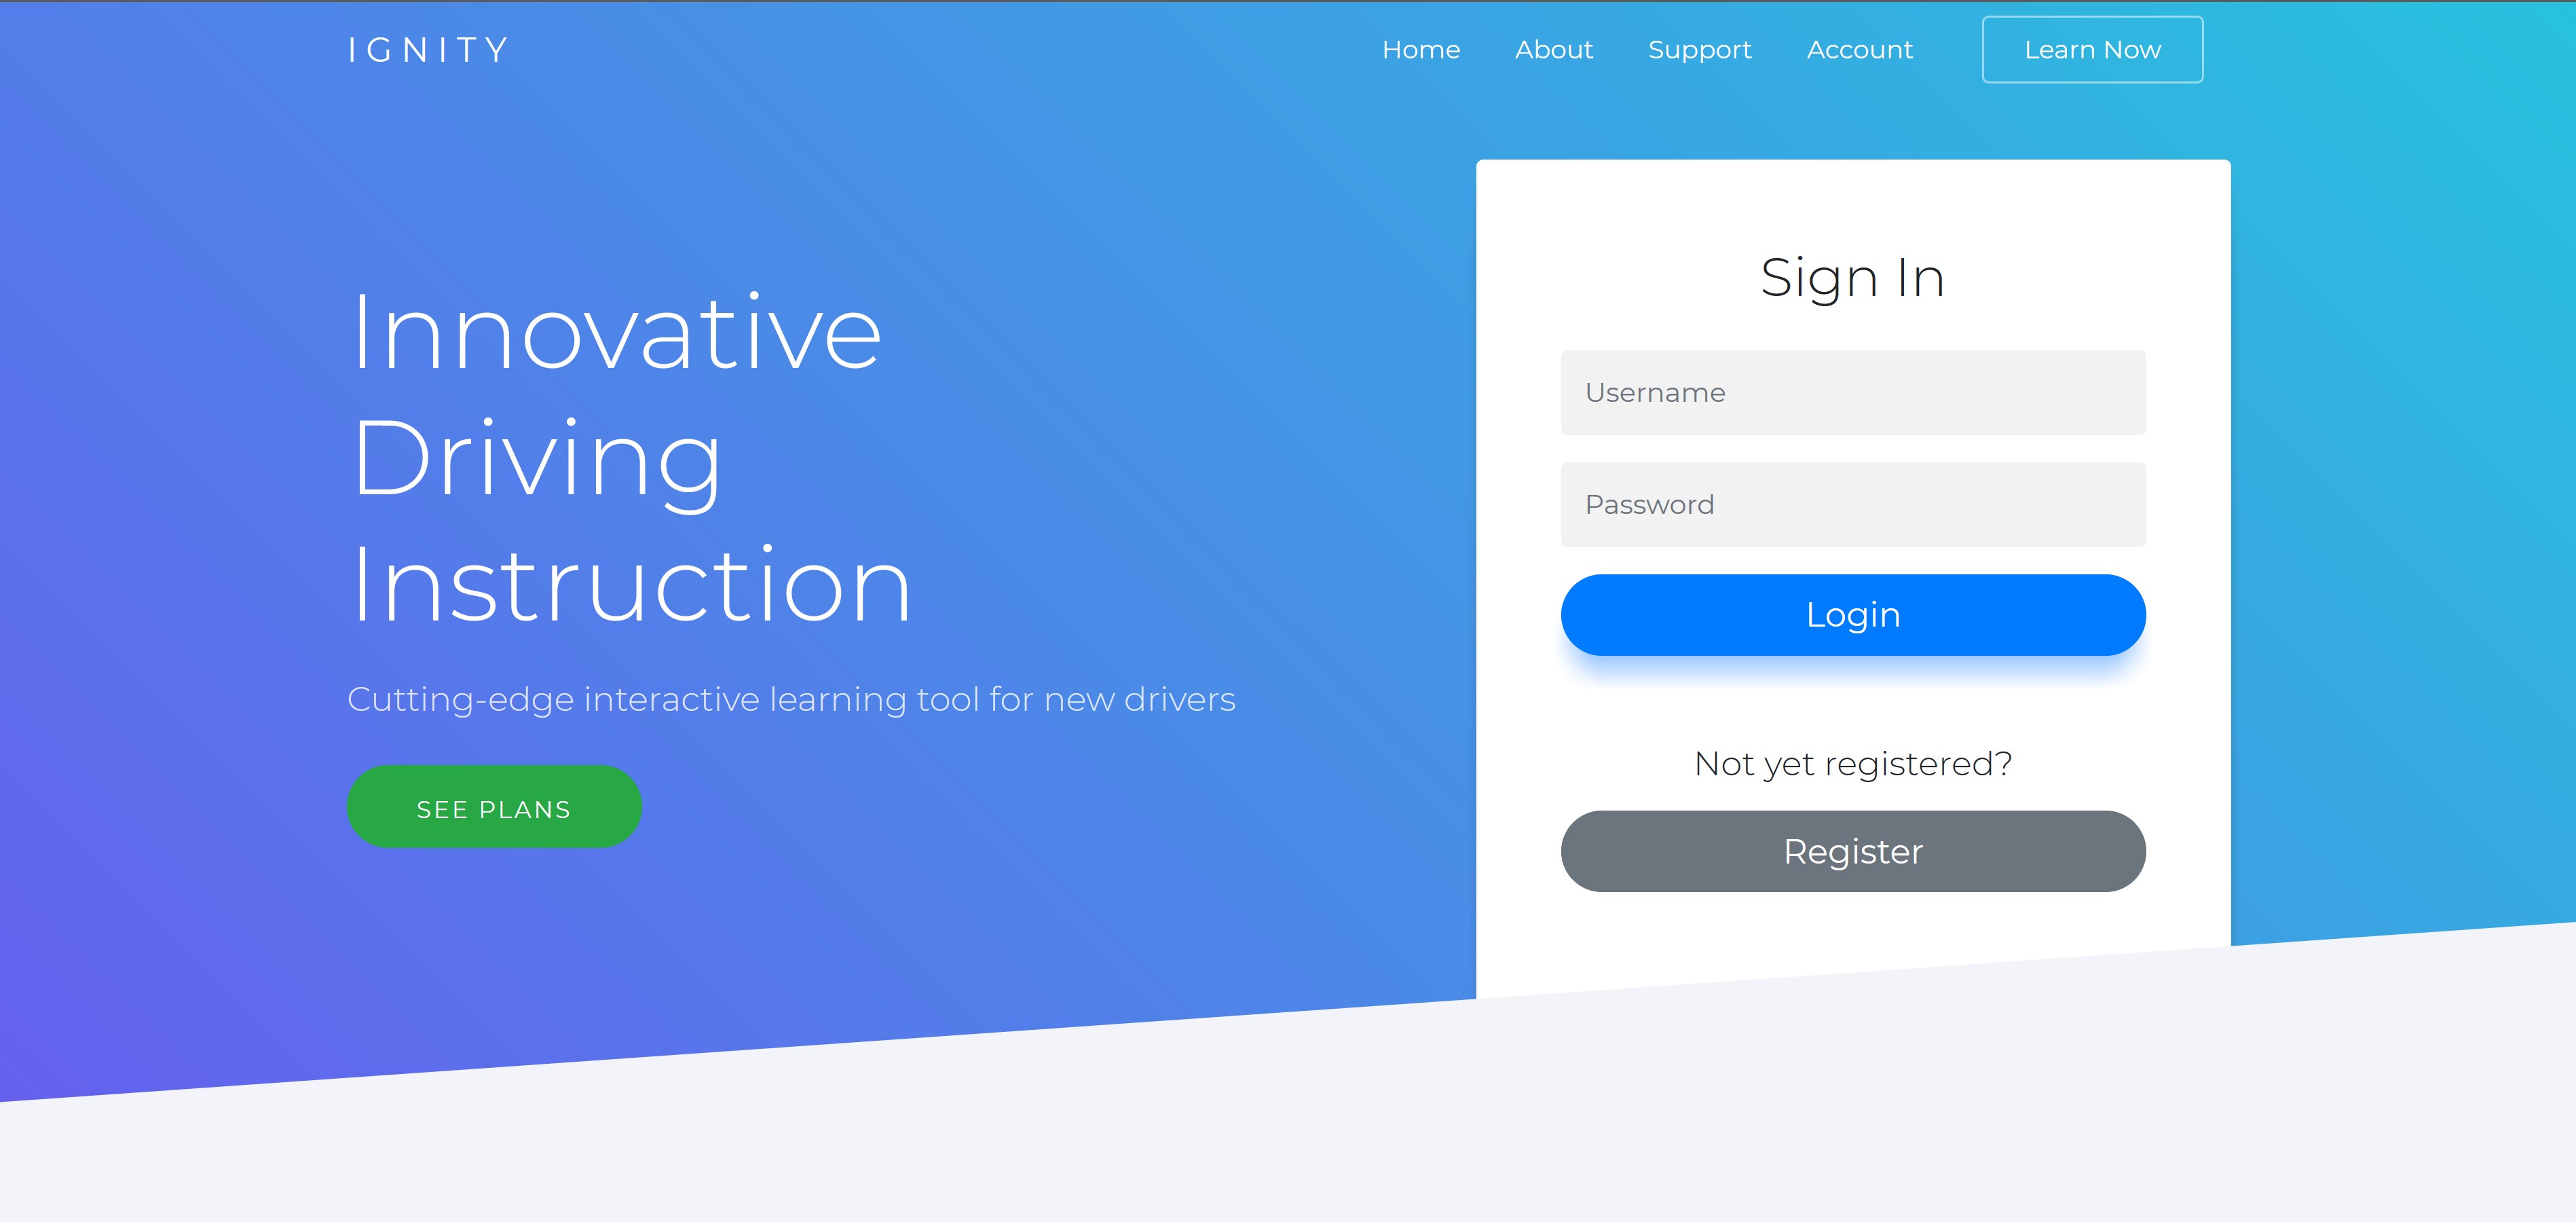 IGNITY
Home About Support Account Learn Now
Innovative
Driving
Instruction
Cutting-edge interactive learning tool for new drivers
SEE PLANS
Sign In
Username
Password
Login
Not yet registered?
Register